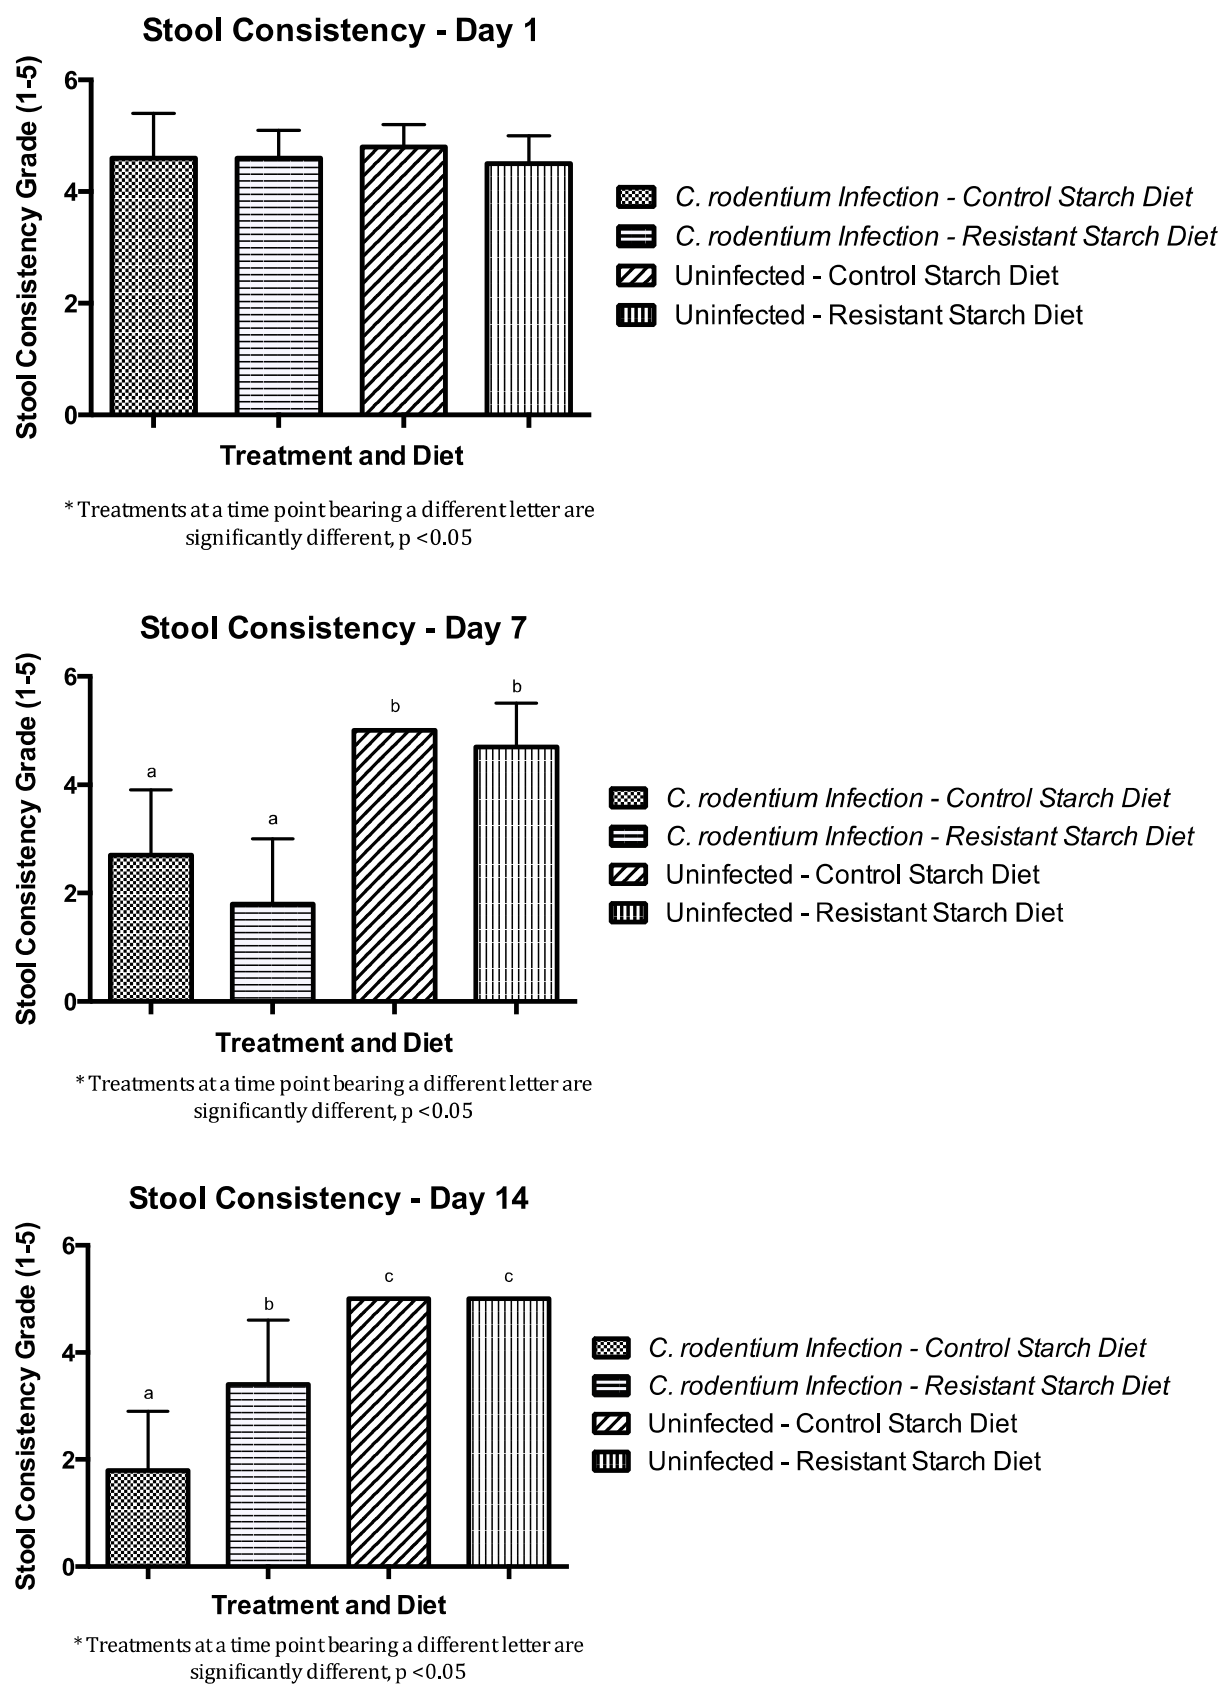 Stool Consistency - Day 1
Stool Consistency Grade (1-5)
6
4
2
0
Treatment and Diet
C. rodentium Infection - Control Starch Diet
C. rodentium Infection - Resistant Starch Diet
Uninfected - Control Starch Diet
Uninfected - Resistant Starch Diet
* Treatments at a time point bearing a different letter are
significantly different, p <0.05
Stool Consistency - Day 7
Stool Consistency Grade (1-5)
6
4
2
0
a
a
b
b
Treatment and Diet
C. rodentium Infection - Control Starch Diet
C. rodentium Infection - Resistant Starch Diet
Uninfected - Control Starch Diet
Uninfected - Resistant Starch Diet
* Treatments at a time point bearing a different letter are
significantly different, p <0.05
Stool Consistency - Day 14
Stool Consistency Grade (1-5)
6
4
2
0
a
b
c
c
Treatment and Diet
C. rodentium Infection - Control Starch Diet
C. rodentium Infection - Resistant Starch Diet
Uninfected - Control Starch Diet
Uninfected - Resistant Starch Diet
* Treatments at a time point bearing a different letter are
significantly different, p <0.05